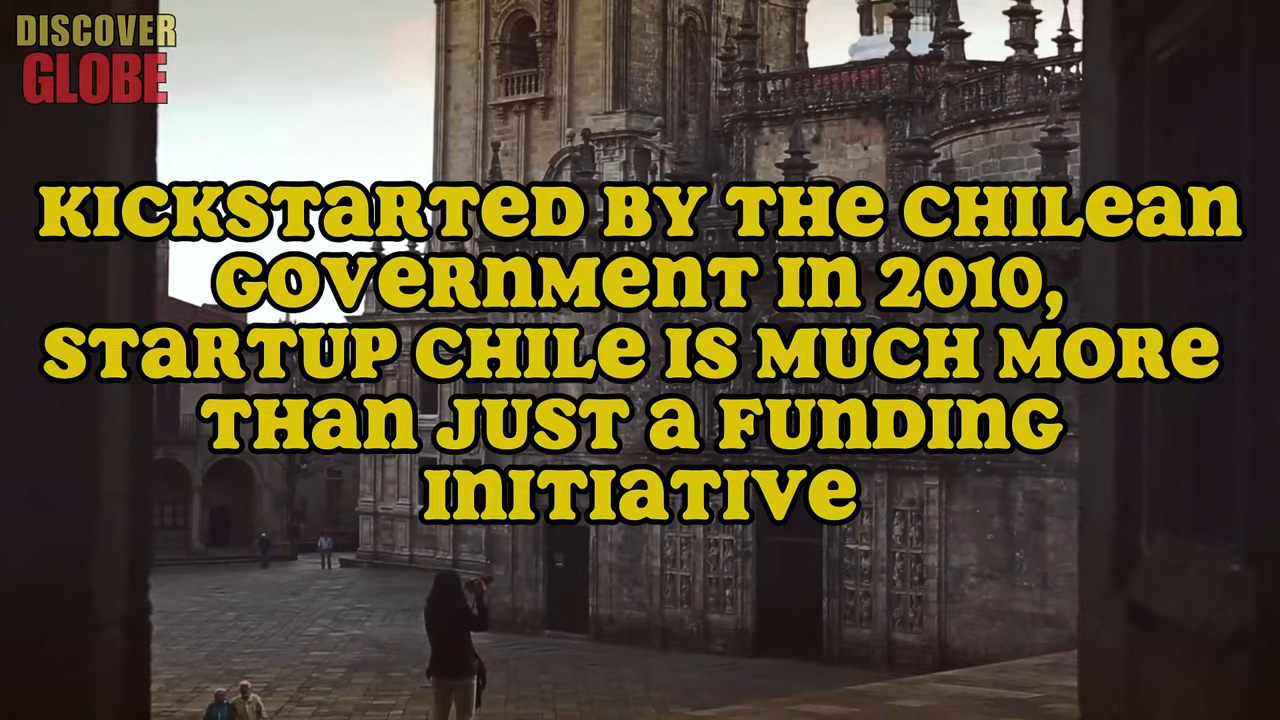 DISCOVER
GLOBE
KICKSTARTED BY THE CHILEAN
GOVERNMENT IN 2010,
STARTUP CHILE IS MUCH MORE
THAN JUST A FUNDING
INITIATIVE